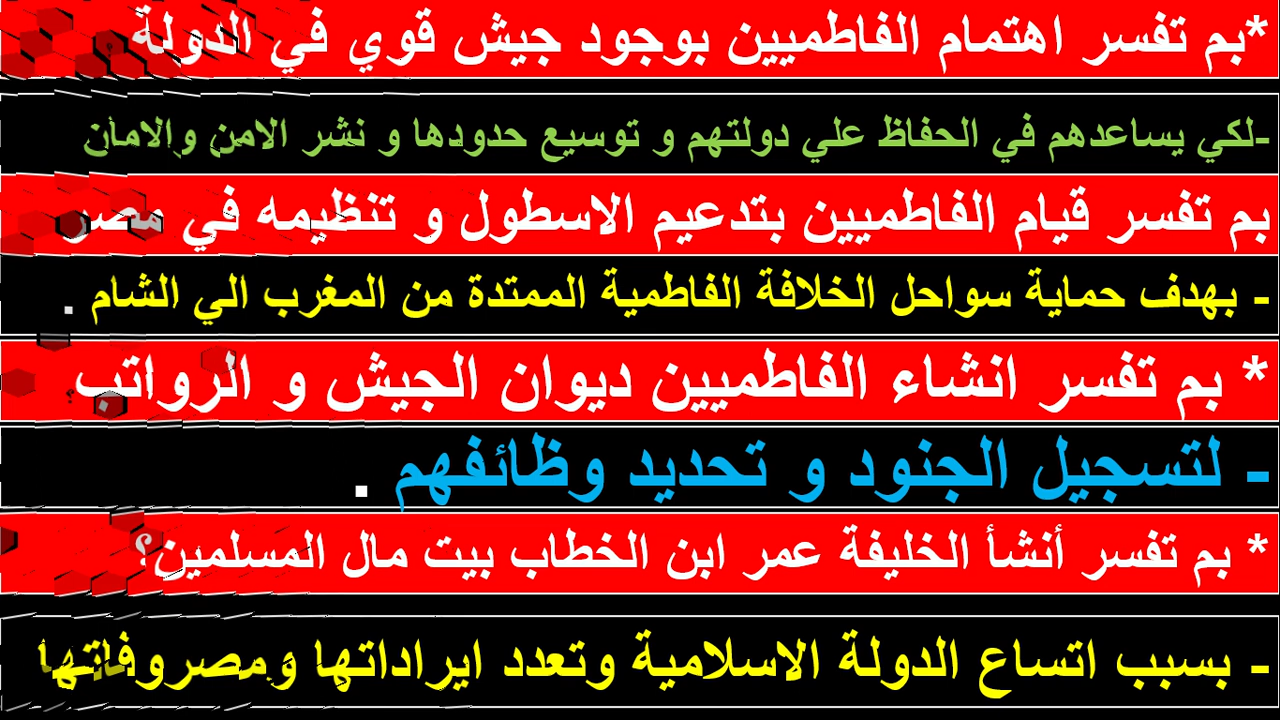 *بم تفسر اهتمام الفاطميين بوجود جيش قوي في الدولة ؟
-لكي يساعدهم في الحفاظ علي دولتهم و توسيع حدودها و نشر الامن والامان
بم تفسر قيام الفاطميين بتدعيم الاسطول و تنظيمه في مصر
- بهدف حماية سواحل الخلافة الفاطمية الممتدة من المغرب الي الشام .
* بم تفسر انشاء الفاطميين ديوان الجيش و الرواتب ؟
- لتسجيل الجنود و تحديد وظائفهم .
* بم تفسر أنشأ الخليفة عمر ابن الخطاب بيت مال المسلمين؟
- بسبب اتساع الدولة الاسلامية وتعدد ايراداتها ومصروفاتها